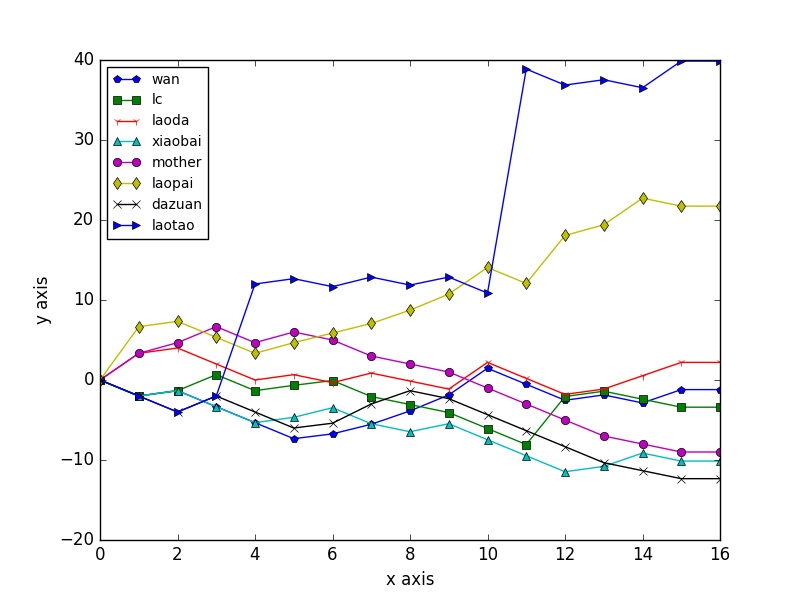 40
30
20
10
0
−10
−20
y axis
wan
lc
laoda
xiaobai
mother
laopai
dazuan
laotao
0 2 4 6 8 10 12 14 16
x axis